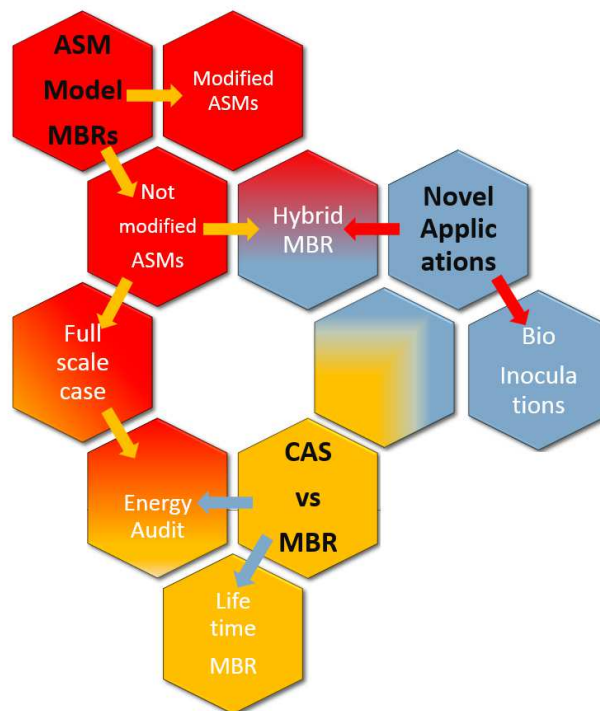 ASM
Model
MBRs
Modified
ASMs
Not
modified
ASMs
Hybrid
MBR
Novel
Applic
ations
Full
scale
case
Bio
Inocula
tions
Energy
Audit
CAS
vs
MBR
Life
time
MBR